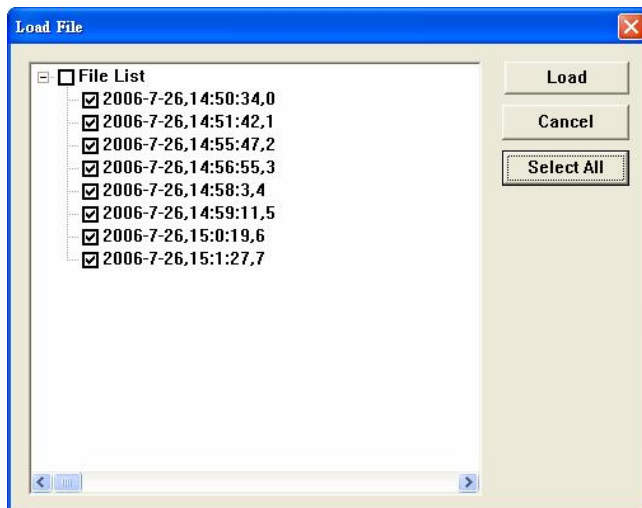 Load File
File List
2006-7-26,14:50:34,0
2006-7-26,14:51:42,1
2006-7-26,14:55:47,2
2006-7-26,14:56:55,3
2006-7-26,14:58:3,4
2006-7-26,14:59:11,5
2006-7-26,15:0:19,6
2006-7-26,15:1:27,7
Load
Cancel
Select All